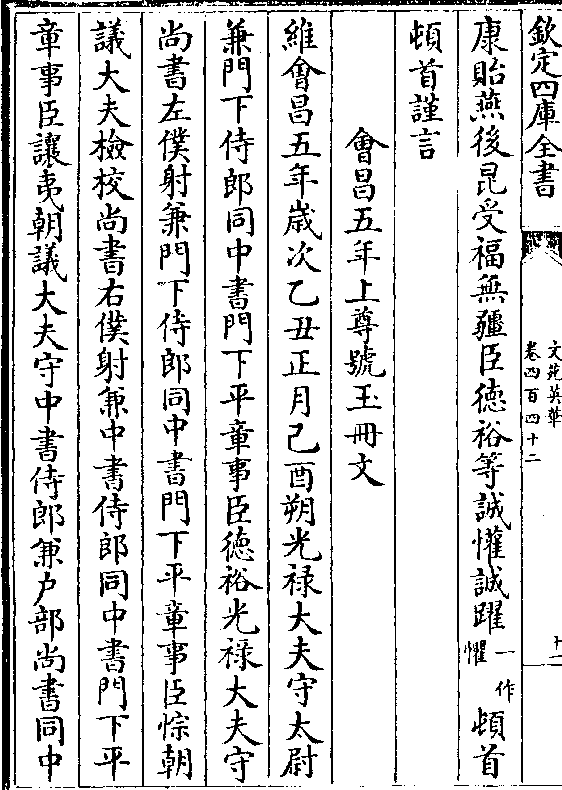 欽定四庫全書
文苑英華
卷四百四十二
十一
康貽燕後昆受福無疆臣徳裕等誠懽誠躍一作懼頓首
頓首謹言
會昌五年上尊號玉冊文
維會昌五年歲次乙丑正月己酉朔光禄大夫守太尉
兼門下侍郎同中書門下平章事臣徳裕光禄大夫守
尚書左僕射兼門下侍郎同中書門下平章事臣悰朝
議大夫檢校尚書右僕射兼中書侍郎同中書門下平
章事臣讓夷朝議大夫守中書侍郎兼户部尚書同中